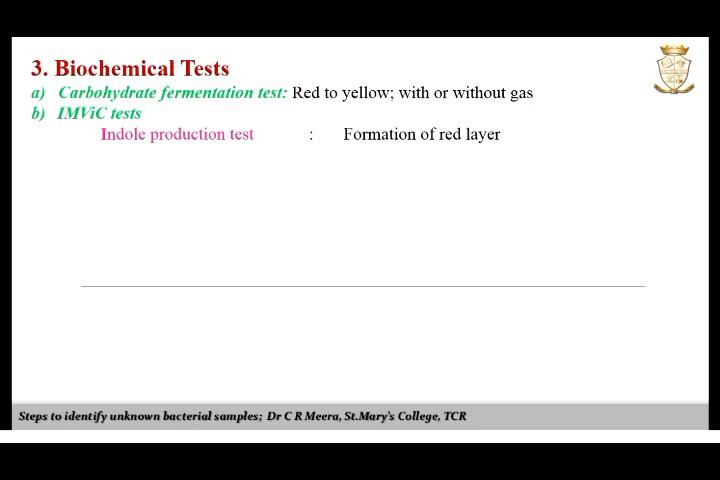 3. Biochemical Tests
a) Carbohydrate fermentation test: Red to yellow; with or without gas
b) IMViC tests
Indole production test : Formation of red layer
Steps to identify unknown bacterial samples; Dr C R Meera, St.Mary's College, TCR